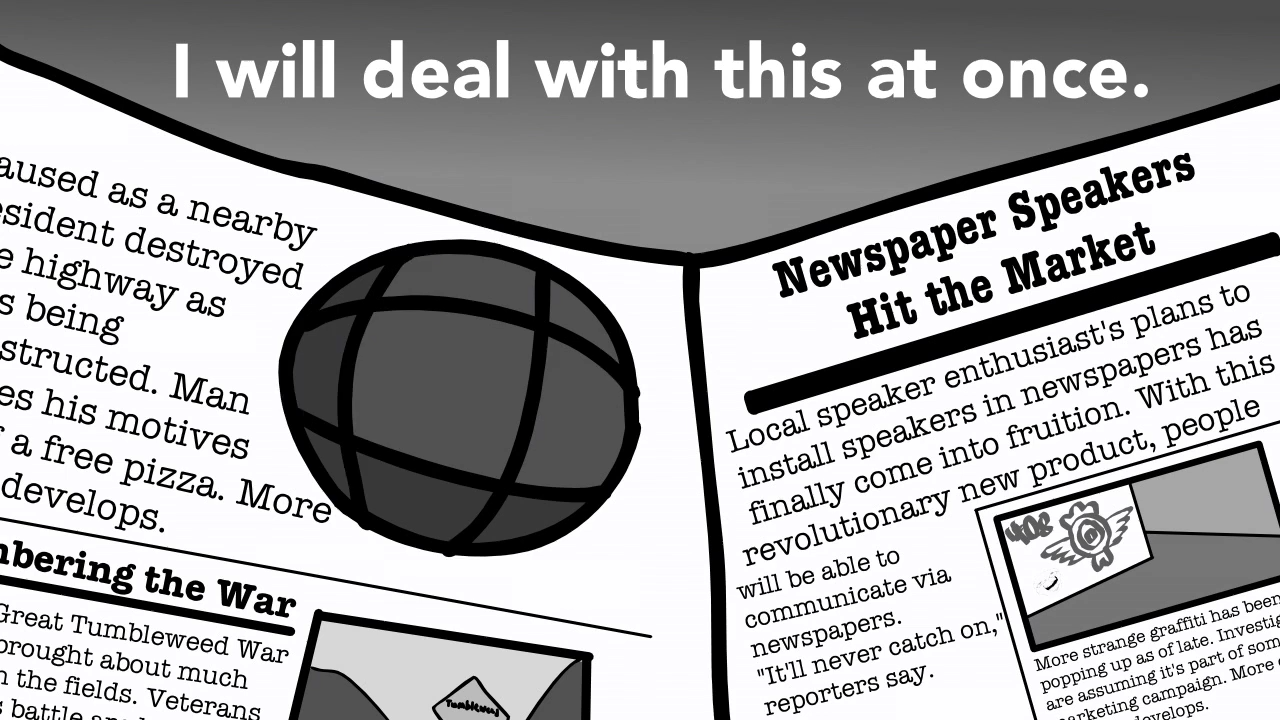 I will deal with this at once.
aused as a nearby
esident destroyed
e highway as
s being
structed. Man
es his motives
a free pizza. More
develops.
bering the War
Great Tumbleweed War
brought about much
n the fields. Veterans
Tumbleweed
Newspaper Speakers
Hit the Market
Local speaker enthusiast's plans to
install speakers in newspapers has
finally come into fruition. With this
revolutionary new product, people
will be able to
communicate via
newspapers.
"It'll never catch on,"
reporters say.
408
More strange graffiti has been
popping up as of late. Investig
are assuming it's part of som
arketing campaign. More
develops.